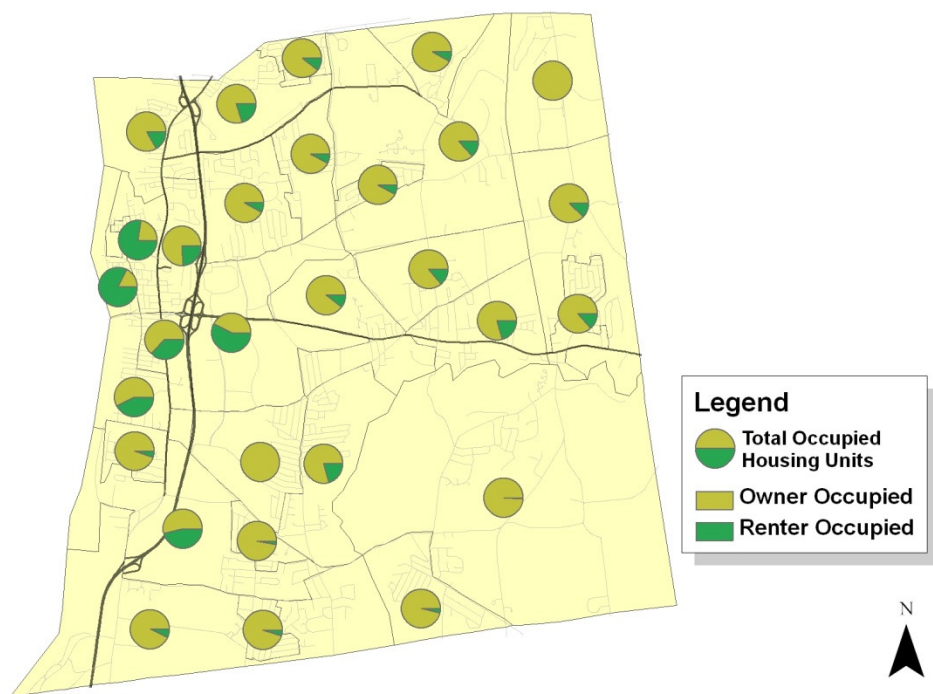 Legend
Total Occupied
Housing Units
Owner Occupied
Renter Occupied
N